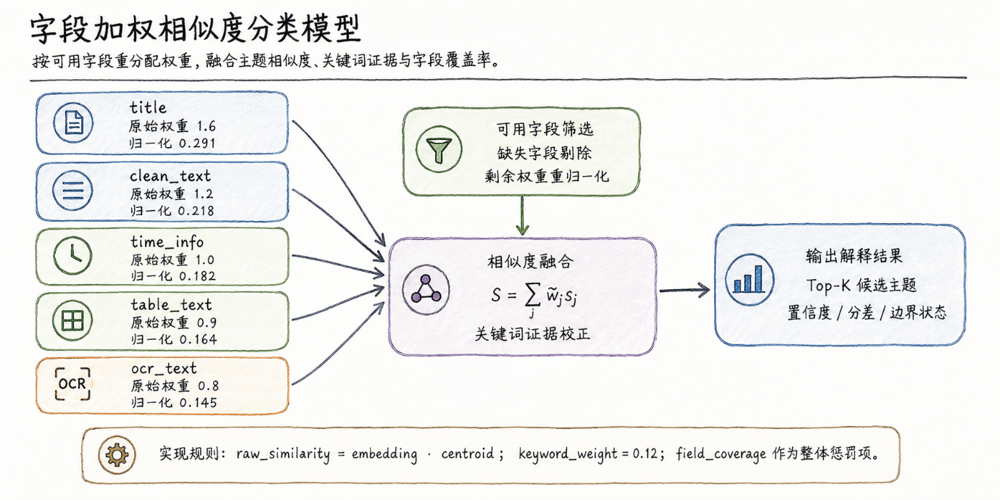 字段加权相似度分类模型
按可用字段重分配权重，融合主题相似度、关键词证据与字段覆盖率。
title
原始权重 1.6
归一化 0.291
clean_text
原始权重 1.2
归一化 0.218
time_info
原始权重 1.0
归一化 0.182
table_text
原始权重 0.9
归一化 0.164
OCR
ocr_text
原始权重 0.8
归一化 0.145
可用字段筛选
缺失字段剔除
剩余权重重归一化
相似度融合
S = ∑_j w̃_j s_j
关键词证据校正
输出解释结果
Top-K 候选主题
置信度 / 分差 / 边界状态
实现规则： raw_similarity = embedding · centroid； keyword_weight = 0.12； field_coverage 作为整体惩罚项。